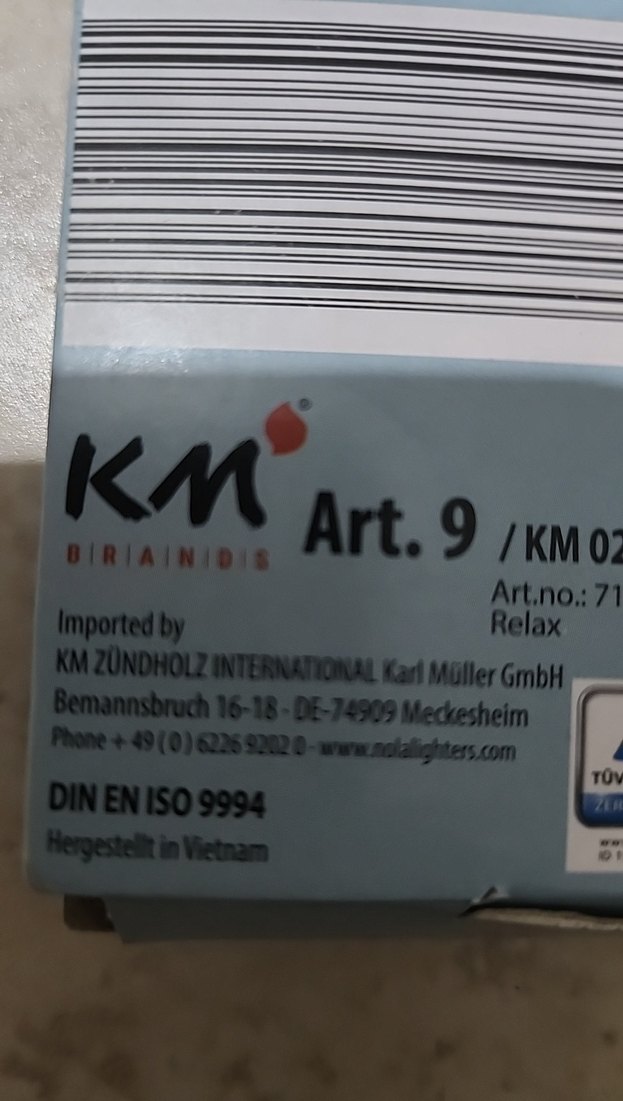 KM®
BRANDS
Art. 9 / KM 02
Art.no.: 71
Relax
Imported by
KM ZÜNDHOLZ INTERNATIONAL Karl Müller GmbH
Bemannsbruch 16-18 - DE-74909 Meckesheim
Phone + 49 ( 0 ) 6226 9202 0 - www.nolalighters.com
DIN EN ISO 9994
Hergestellt in Vietnam
TÜV
ID 1